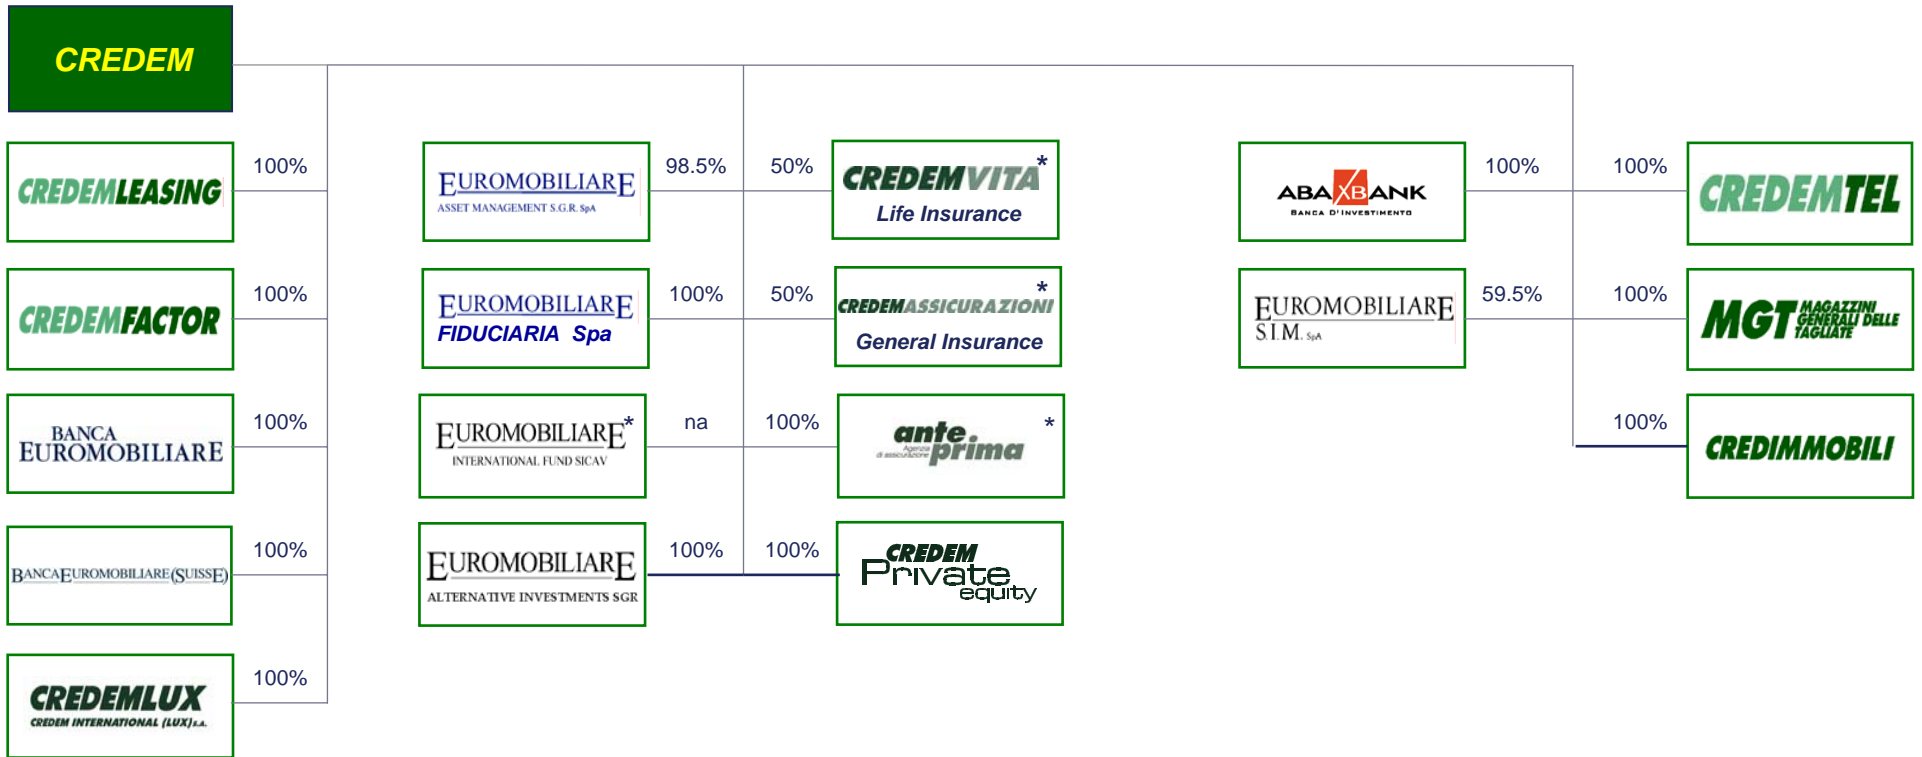 CREDEM
CREDEMLEASING
100%
CREDEMFACTOR
100%
BANCA
EUROMOBILIARE
100%
BANCAEUROMOBILIARE(SUISSE)
100%
CREDEMLUX
CREDEM INTERNATIONAL (LUX) S.A.
100%
EUROMOBILIARE
ASSET MANAGEMENT S.G.R. SpA
98.5%
EUROMOBILIARE
FIDUCIARIA Spa
100%
EUROMOBILIARE*
INTERNATIONAL FUND SICAV
na
EUROMOBILIARE
ALTERNATIVE INVESTMENTS SGR
100%
50%
CREDEMVITA*
Life Insurance
50%
*
CREDEMASSICURAZIONI
General Insurance
100%
ante *
Agenzia
di assicurazione prima
100%
CREDEM
Private
equity
ABAXBANK
BANCA D'INVESTIMENTO
100%
EUROMOBILIARE
S.I.M. SpA
59.5%
100%
CREDEMTEL
100%
MGT MAGAZZINI
GENERALI DELLE
TAGLIATE
100%
CREDIMMOBILI